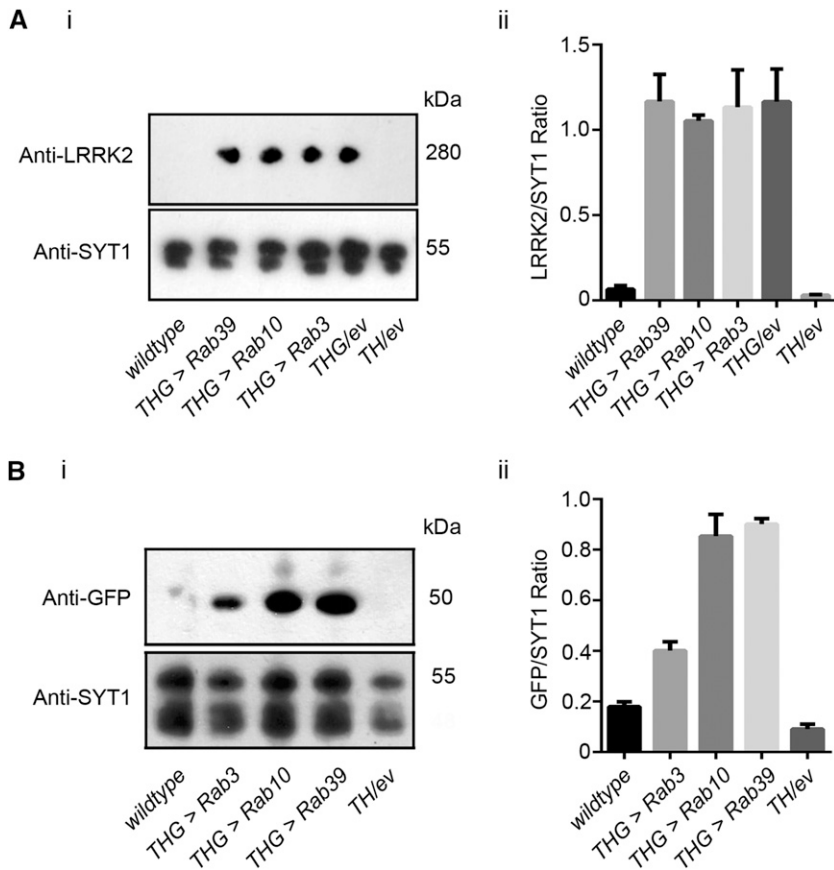 A i ii
kDa
Anti-LRRK2 280
Anti-SYT1 55
wildtype
THG > Rab39
THG > Rab10
THG > Rab3
THG/ev
TH/ev
LRRK2/SYT1 Ratio
1.5
1.0
0.5
0
wildtype
THG > Rab39
THG > Rab10
THG > Rab3
THG/ev
TH/ev
B i ii
kDa
Anti-GFP 50
Anti-SYT1 55
wildtype
THG > Rab3
THG > Rab10
THG > Rab39
TH/ev
GFP/SYT1 Ratio
1.0
0.8
0.6
0.4
0.2
0
wildtype
THG > Rab3
THG > Rab10
THG > Rab39
TH/ev